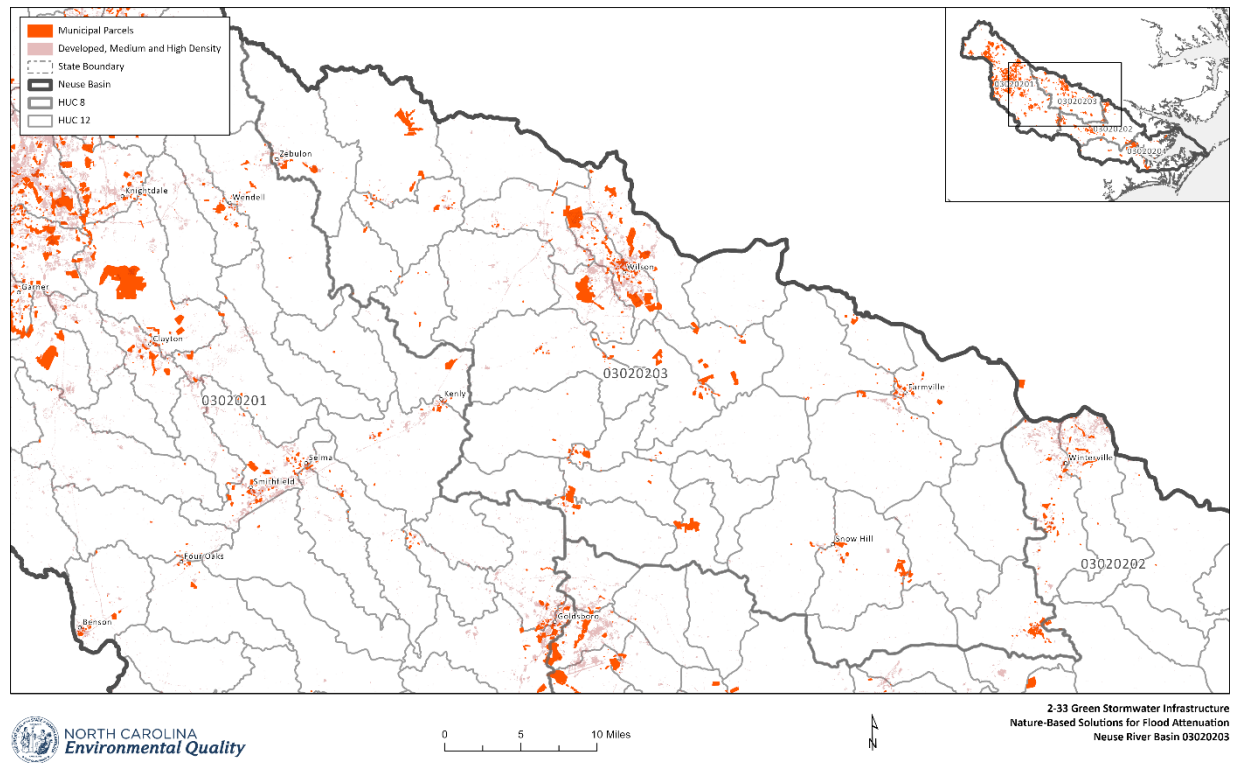 Municipal Parcels
Developed, Medium and High Density
State Boundary
Neuse Basin
HUC 8
HUC 12
03020201
03020203
03020202
03020204
Zebulon
Knightdale
Wendell
Wilson
Garner
Clayton
03020203
Kenly
Farmville
03020201
Selma
Winterville
Smithfield
Snow Hill
Four Oaks
03020202
Goldsboro
Benson
NORTH CAROLINA
Environmental Quality
0 5 10 Miles
N
2-33 Green Stormwater Infrastructure
Nature-Based Solutions for Flood Attenuation
Neuse River Basin 03020203